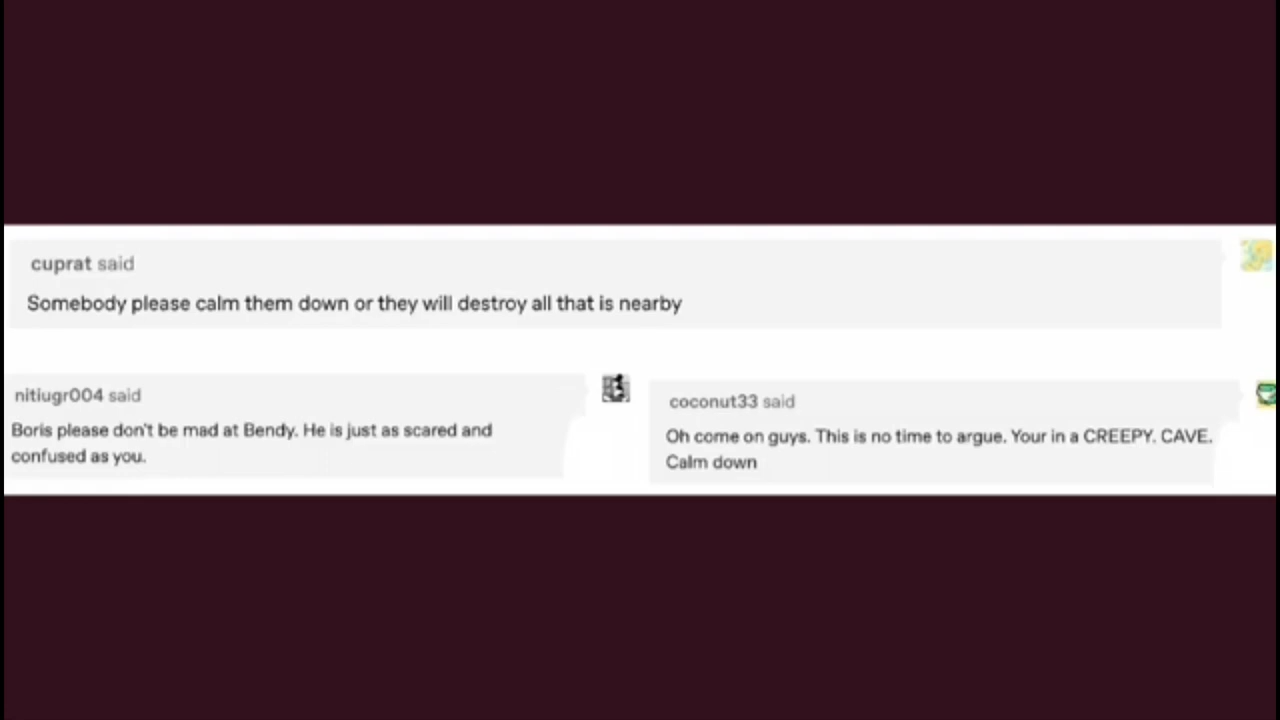 cuprat said
Somebody please calm them down or they will destroy all that is nearby
nitiugr004 said
Boris please don't be mad at Bendy. He is just as scared and
confused as you.
coconut33 said
Oh come on guys. This is no time to argue. Your in a CREEPY. CAVE.
Calm down